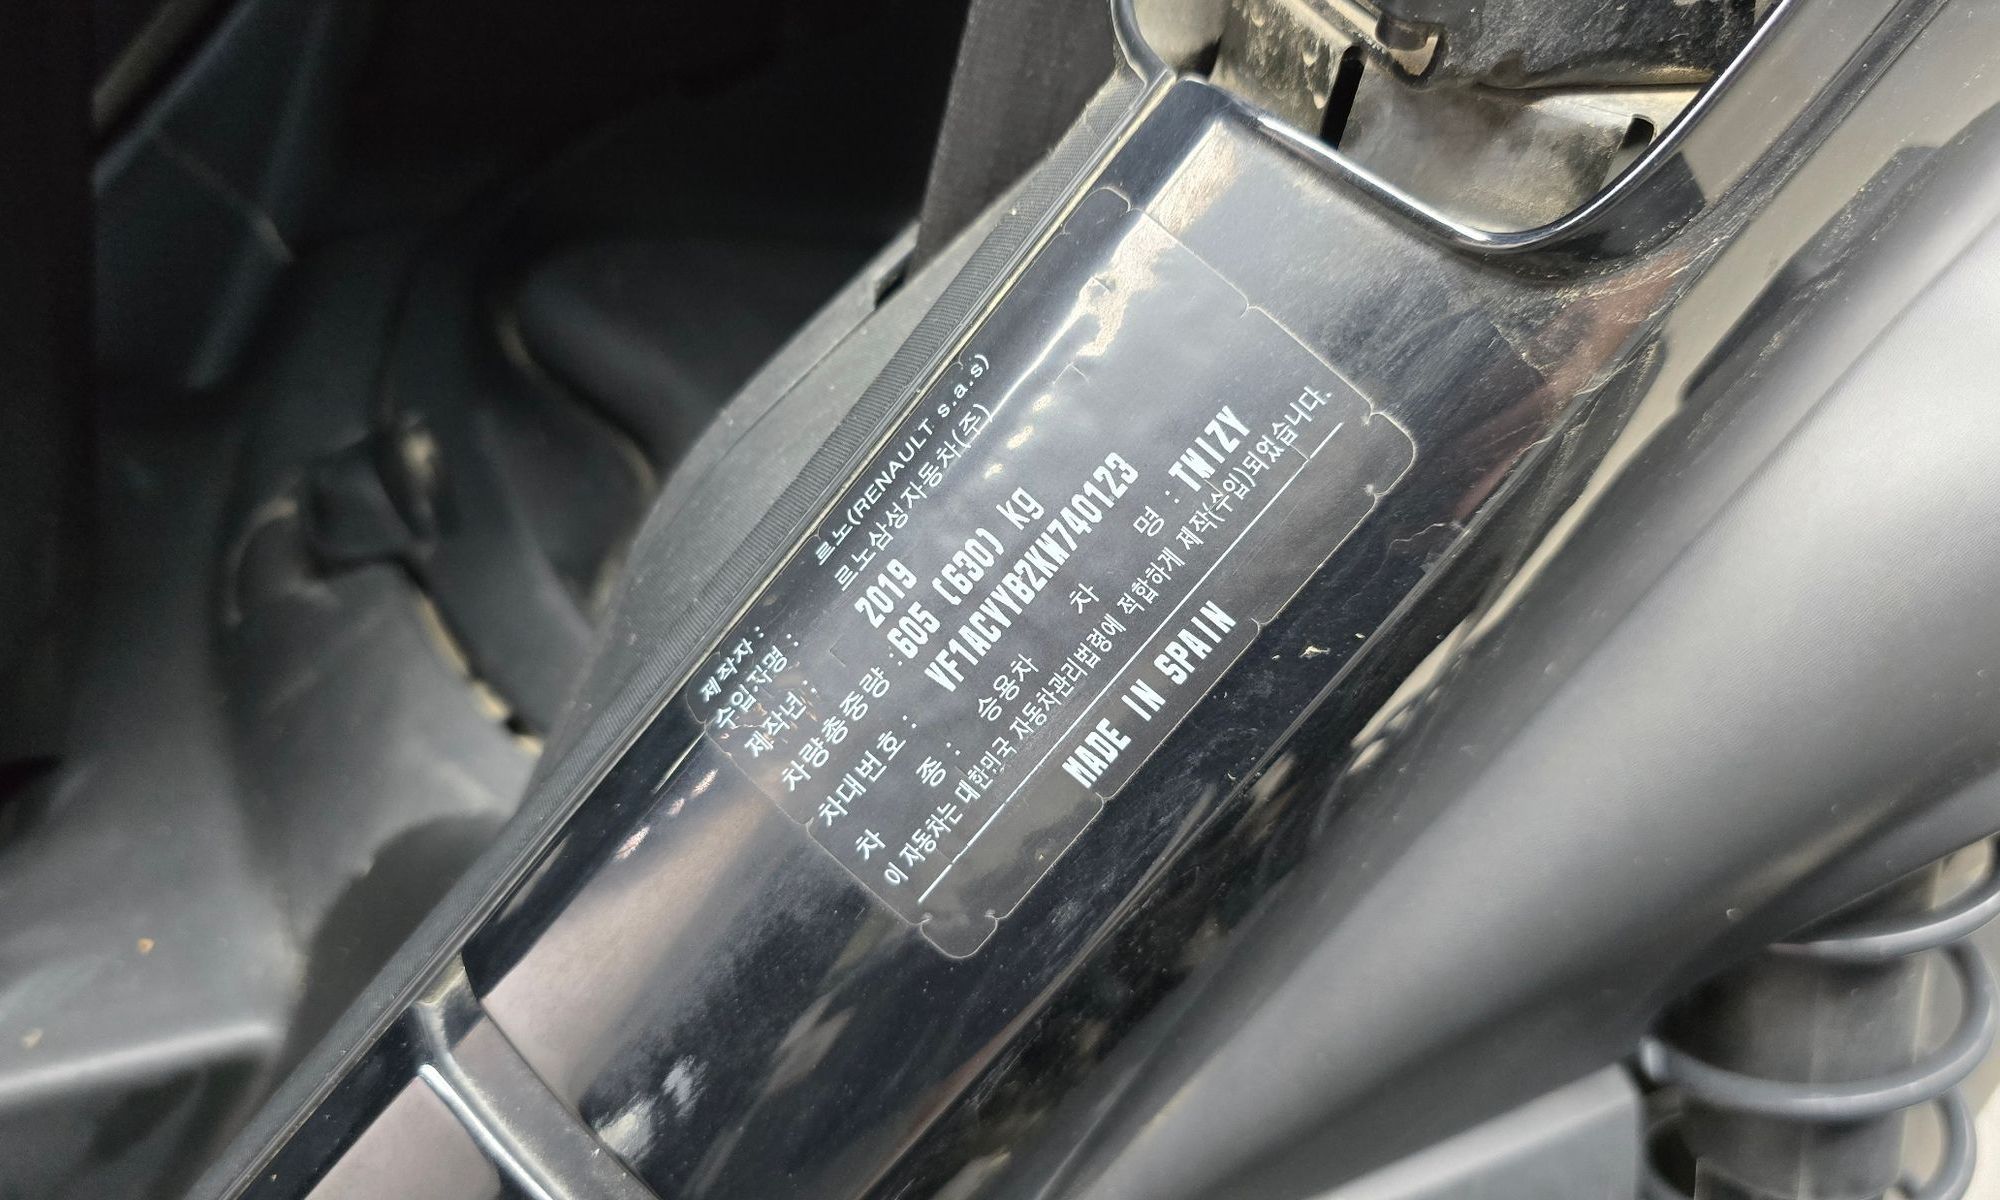 제작자 : 르노(RENAULT s.a.s)
수입자명 : 르노삼성자동차(주)
제작년 : 2019
차량총중량 : 605 (630) kg
차대번호 : VF1ACVYYB2KW740123
차 종 : 승용차 차 명 : TWIZY
이 자동차는 대한민국 자동차관리법령에 적합하게 제작(수입)되었습니다.
MADE IN SPAIN